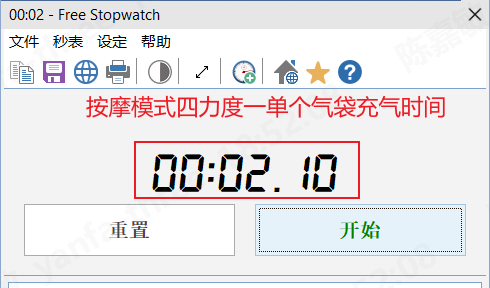 00:02 - Free Stopwatch
文件 秒表 设定 帮助
按摩模式四力度一单个气袋充气时间
00:02.10
重置 开始